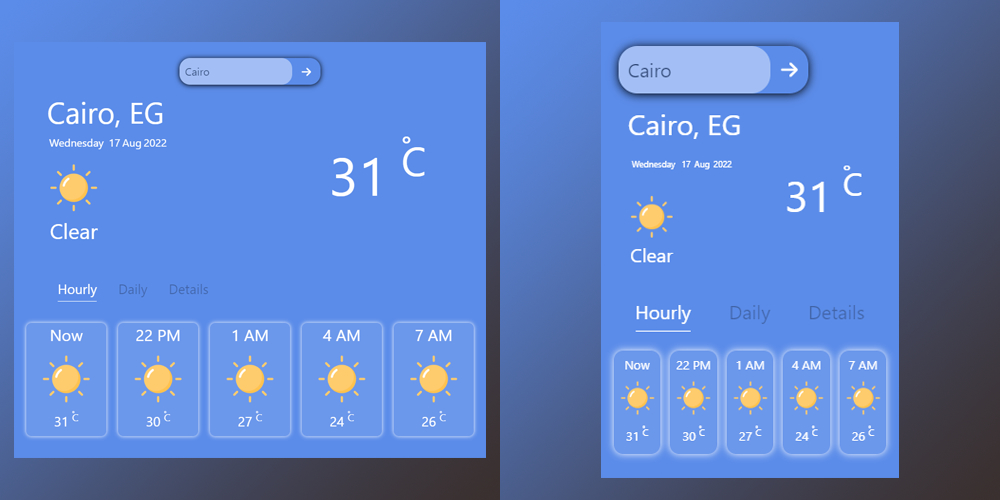 Cairo
Cairo, EG
Wednesday 17 Aug 2022
31 °C
Clear
Hourly Daily Details
Now 22 PM 1 AM 4 AM 7 AM
31 °C 30 °C 27 °C 24 °C 26 °C
Cairo
Cairo, EG
Wednesday 17 Aug 2022
31 °C
Clear
Hourly Daily Details
Now 22 PM 1 AM 4 AM 7 AM
31 °C 30 °C 27 °C 24 °C 26 °C